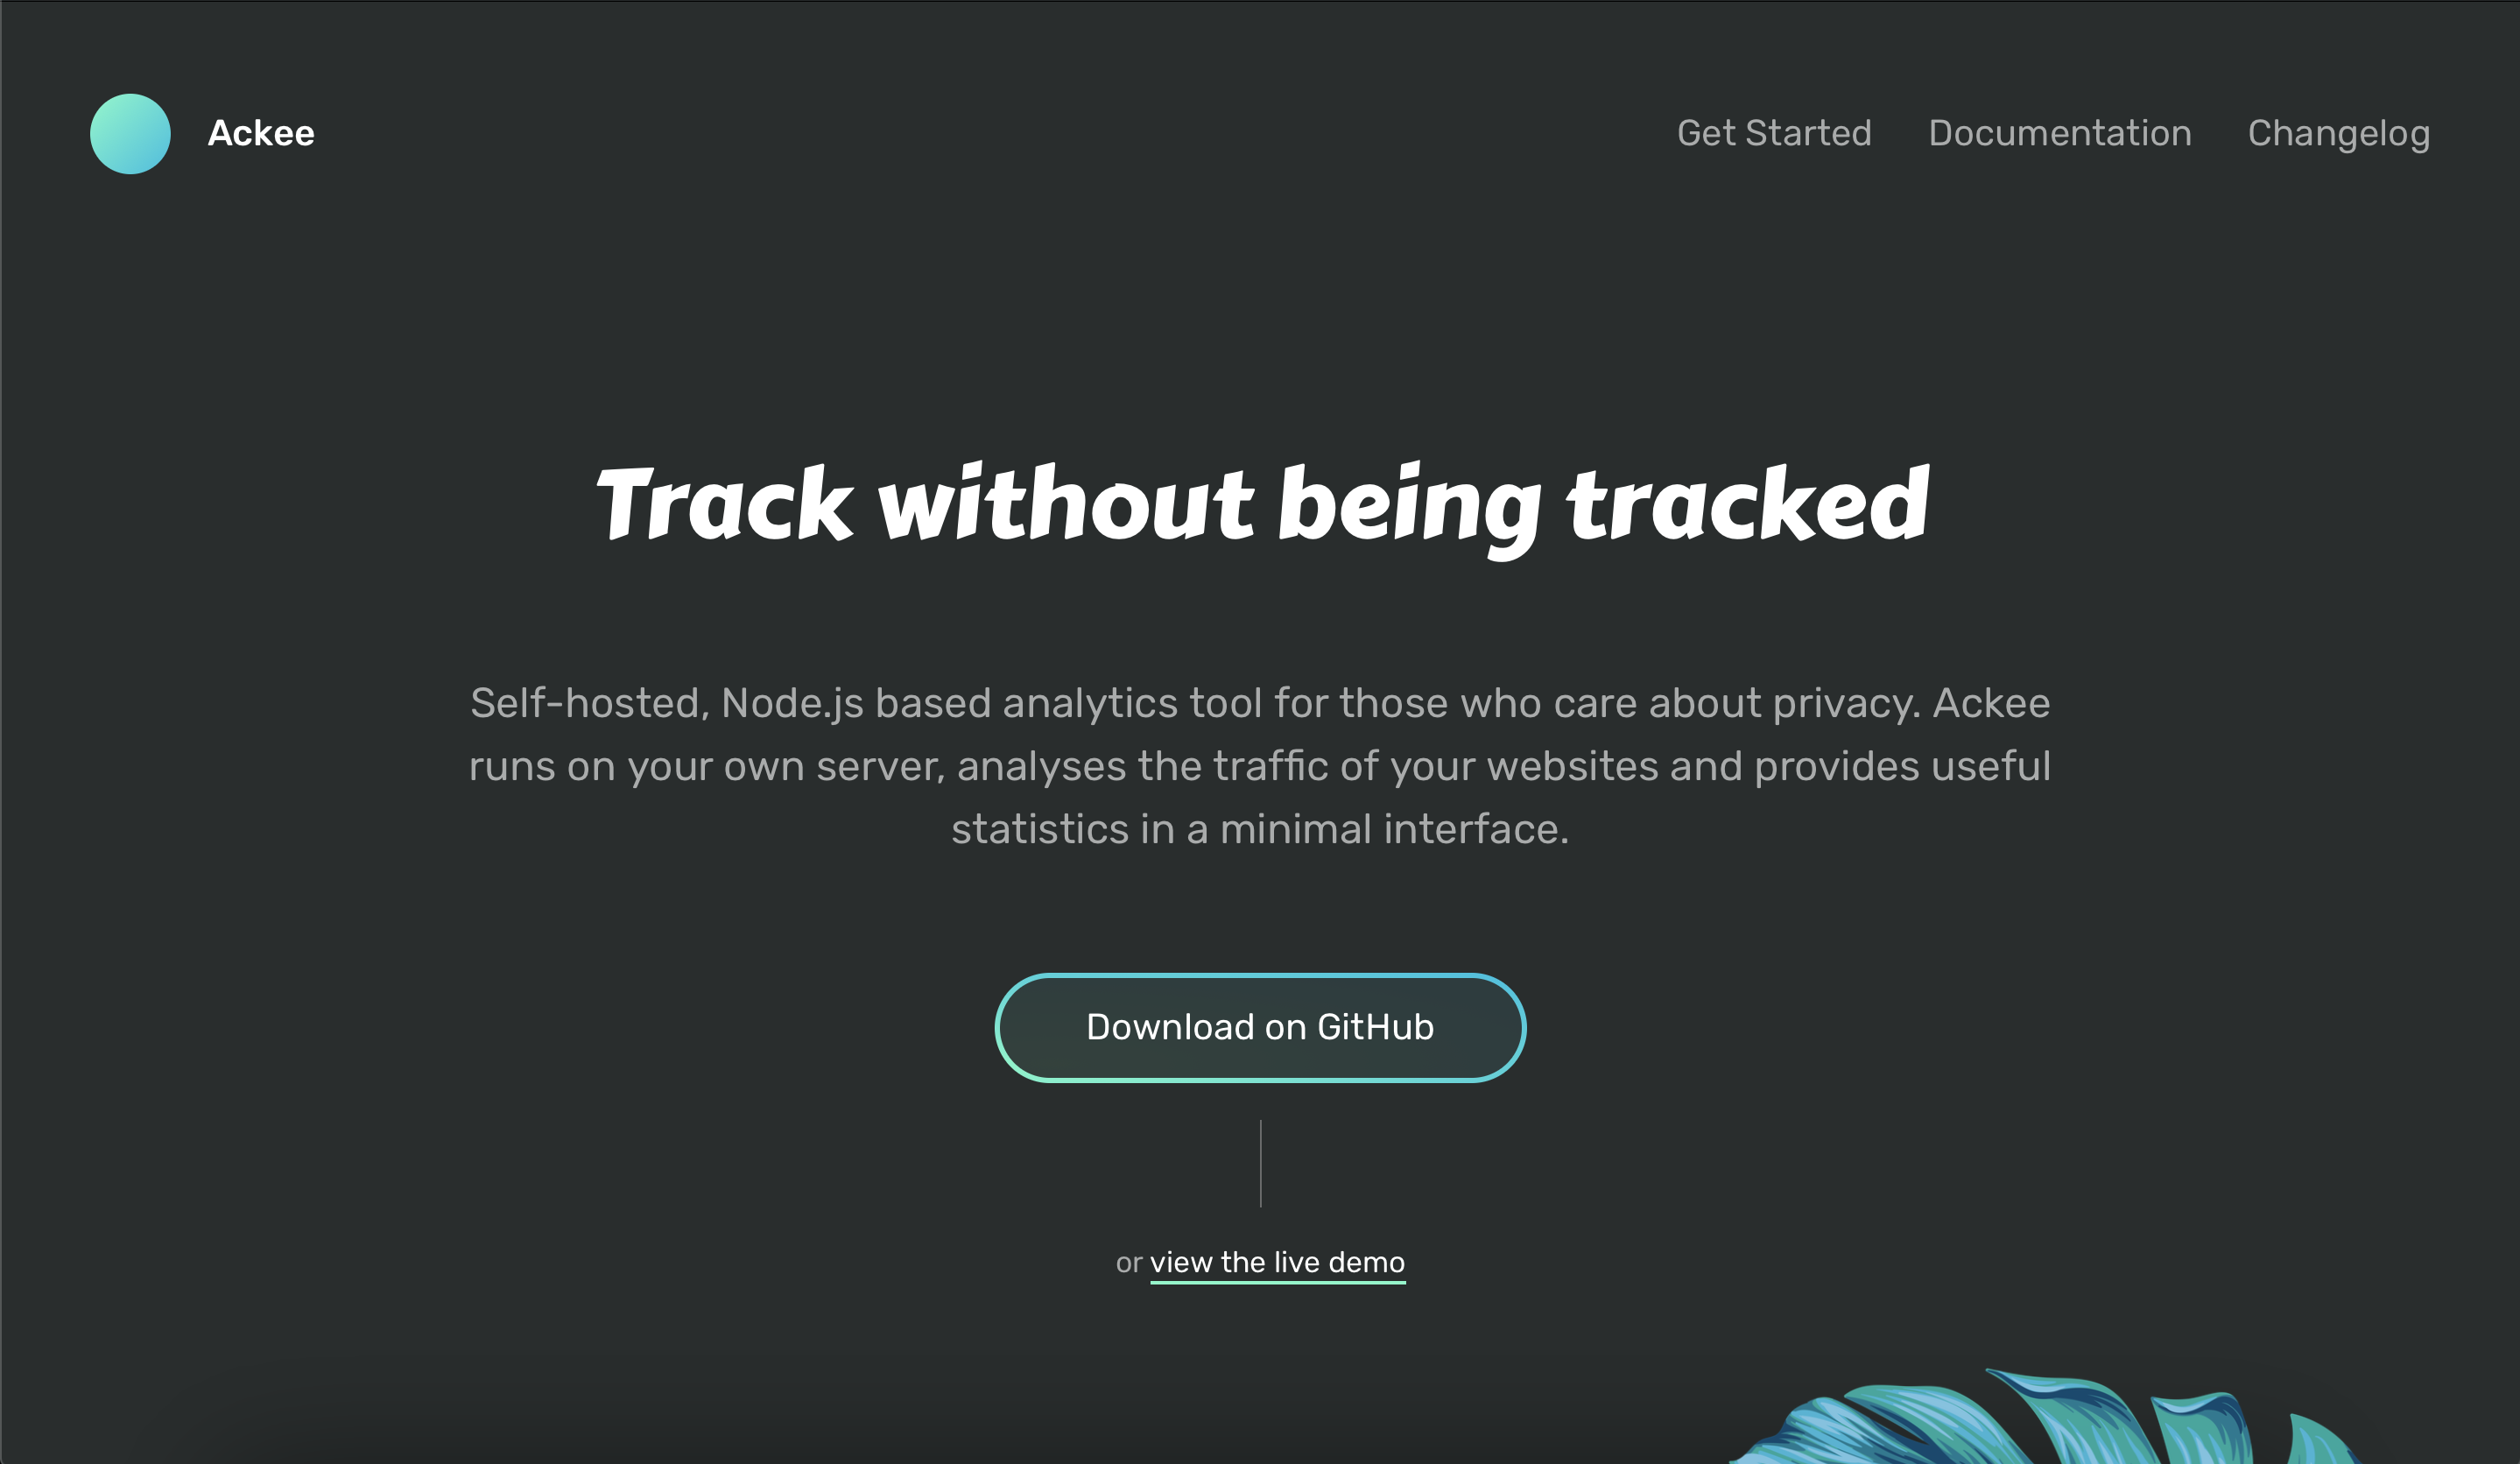 Ackee
Get Started
Documentation
Changelog
Track without being tracked
Self-hosted, Node.js based analytics tool for those who care about privacy. Ackee
runs on your own server, analyses the traffic of your websites and provides useful
statistics in a minimal interface.
Download on GitHub
or view the live demo